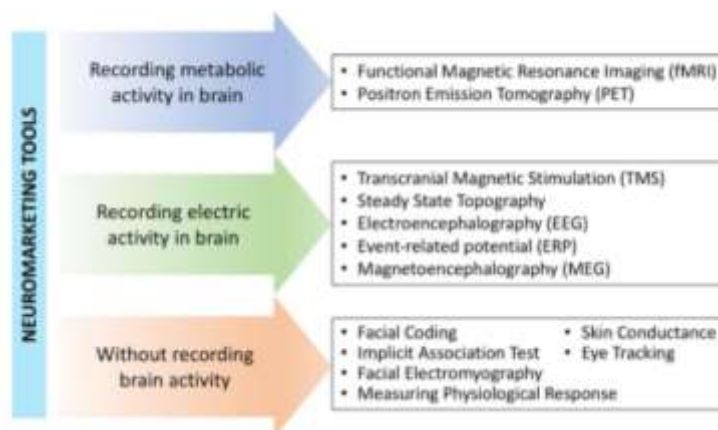 NEUROMARKETING TOOLS
Recording metabolic
activity in brain
• Functional Magnetic Resonance Imaging (fMRI)
• Positron Emission Tomography (PET)
Recording electric
activity in brain
• Transcranial Magnetic Stimulation (TMS)
• Steady State Topography
• Electroencephalography (EEG)
• Event-related potential (ERP)
• Magnetoencephalography (MEG)
Without recording
brain activity
• Facial Coding
• Implicit Association Test
• Facial Electromyography
• Measuring Physiological Response
• Skin Conductance
• Eye Tracking